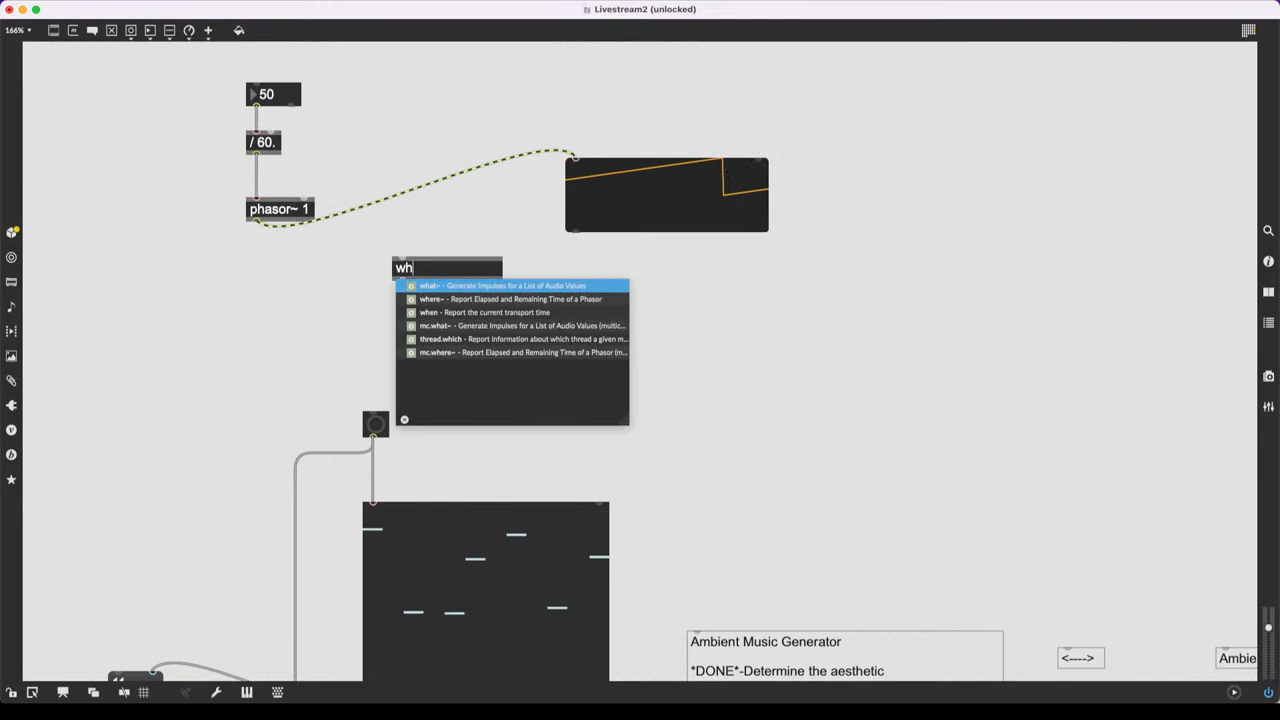 Livestream2 (unlocked)
166%
50
/ 60.
phasor~ 1
wh
what~ - Generate Impulses for a List of Audio Values
where~ - Report Elapsed and Remaining Time of a Phasor
when - Report the current transport time
mc.what~ - Generate Impulses for a List of Audio Values (multic...
thread.which - Report information about which thread a given m...
mc.where~ - Report Elapsed and Remaining Time of a Phasor (m...
Ambient Music Generator
*DONE*-Determine the aesthetic
<---->
Ambie